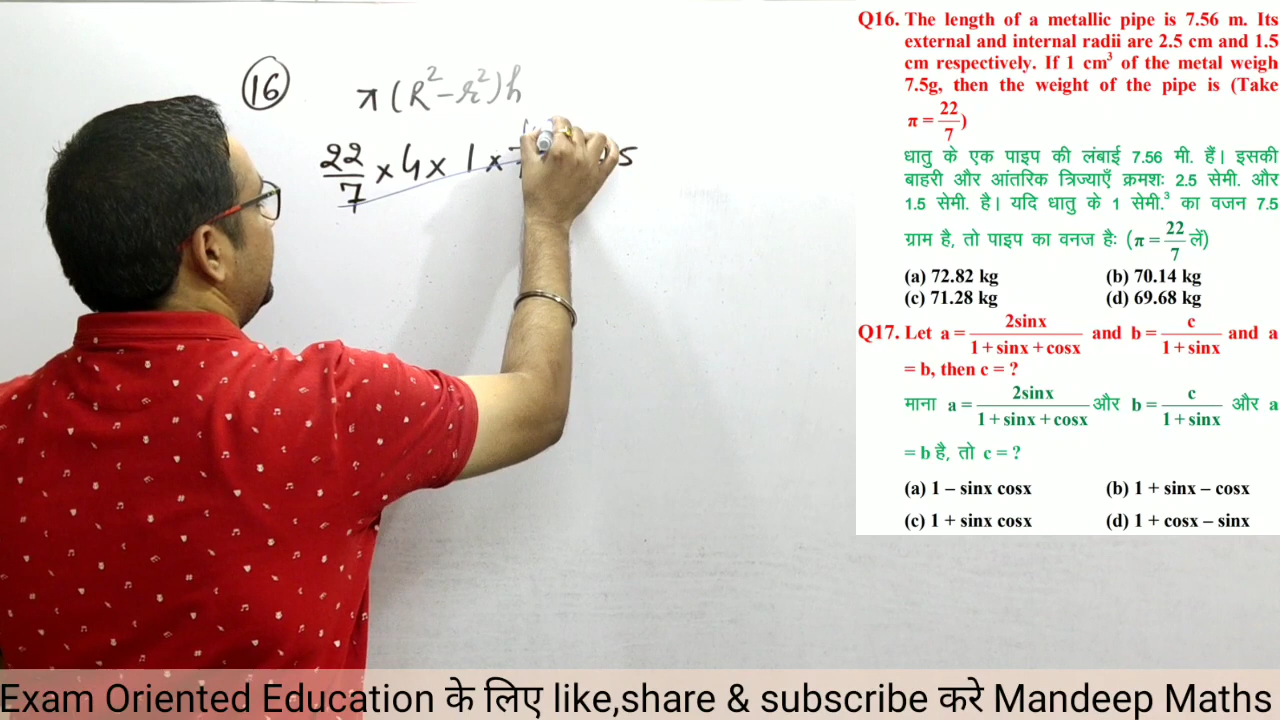 16
π(R²-r²)h
22/7 × 4 × 1 ×
5
Q16. The length of a metallic pipe is 7.56 m. Its
external and internal radii are 2.5 cm and 1.5
cm respectively. If 1 cm³ of the metal weigh
7.5g, then the weight of the pipe is (Take
π = 22/7)
धातु के एक पाइप की लंबाई 7.56 मी. हैं। इसकी
बाहरी और आंतरिक त्रिज्याएँ क्रमशः 2.5 सेमी. और
1.5 सेमी. है। यदि धातु के 1 सेमी.³ का वजन 7.5
ग्राम है, तो पाइप का वनज हैः (π = 22/7 लें)
(a) 72.82 kg (b) 70.14 kg
(c) 71.28 kg (d) 69.68 kg
Q17. Let a = 2sinx/1 + sinx + cosx and b = c/1 + sinx and a
= b, then c = ?
माना a = 2sinx/1 + sinx + cosx और b = c/1 + sinx और a
= b है, तो c = ?
(a) 1 – sinx cosx (b) 1 + sinx – cosx
(c) 1 + sinx cosx (d) 1 + cosx – sinx
Exam Oriented Education के लिए like,share & subscribe करे Mandeep Maths